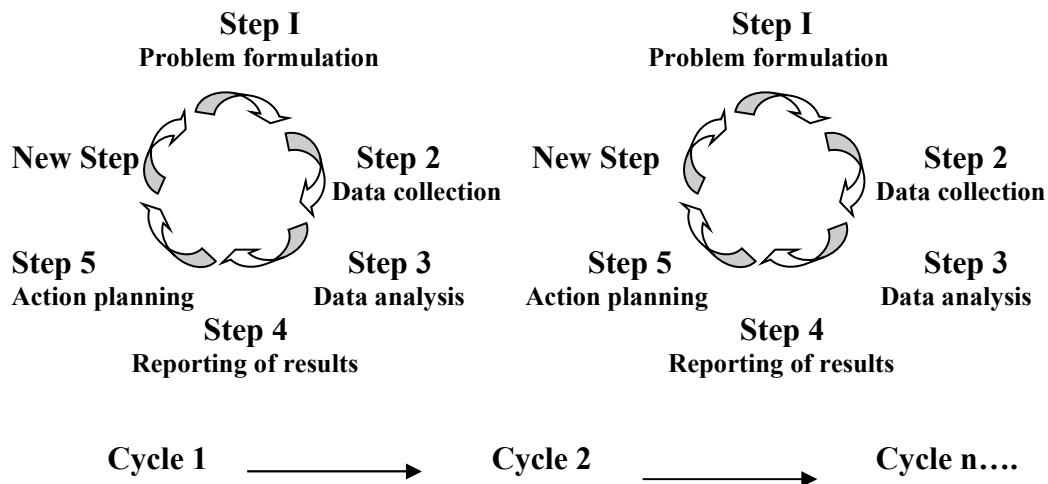 Step I
Problem formulation
New Step
Step 2
Data collection
Step 5
Action planning
Step 3
Data analysis
Step 4
Reporting of results
Step I
Problem formulation
New Step
Step 2
Data collection
Step 5
Action planning
Step 3
Data analysis
Step 4
Reporting of results
Cycle 1
Cycle 2
Cycle n….